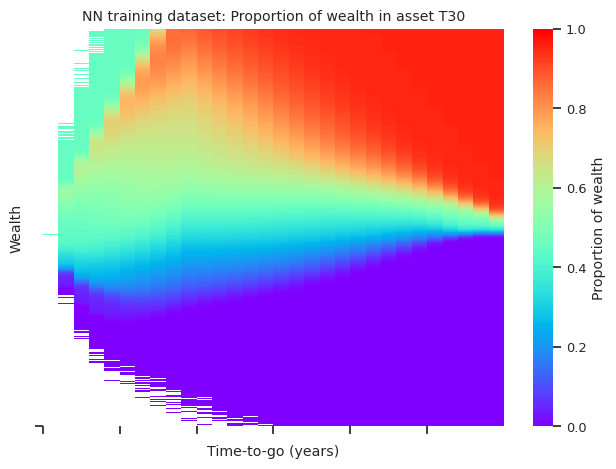 NN training dataset: Proportion of wealth in asset T30
Wealth
Time-to-go (years)
1.0
0.8
0.6
0.4
0.2
0.0
Proportion of wealth